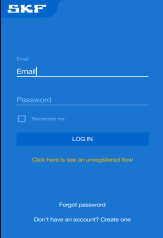 SKF
Email
Email
Password
Remember me
LOG IN
Click here is see an unregistered flow
Forgot password
Don't have an account? Create one